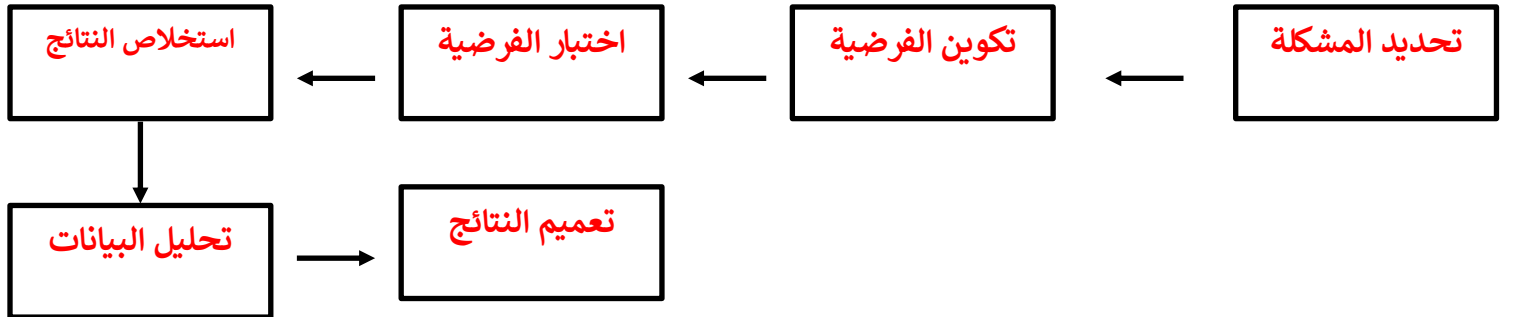 تحديد المشكلة
تكوين الفرضية
اختبار الفرضية
استخلاص النتائج
تحليل البيانات
تعميم النتائج